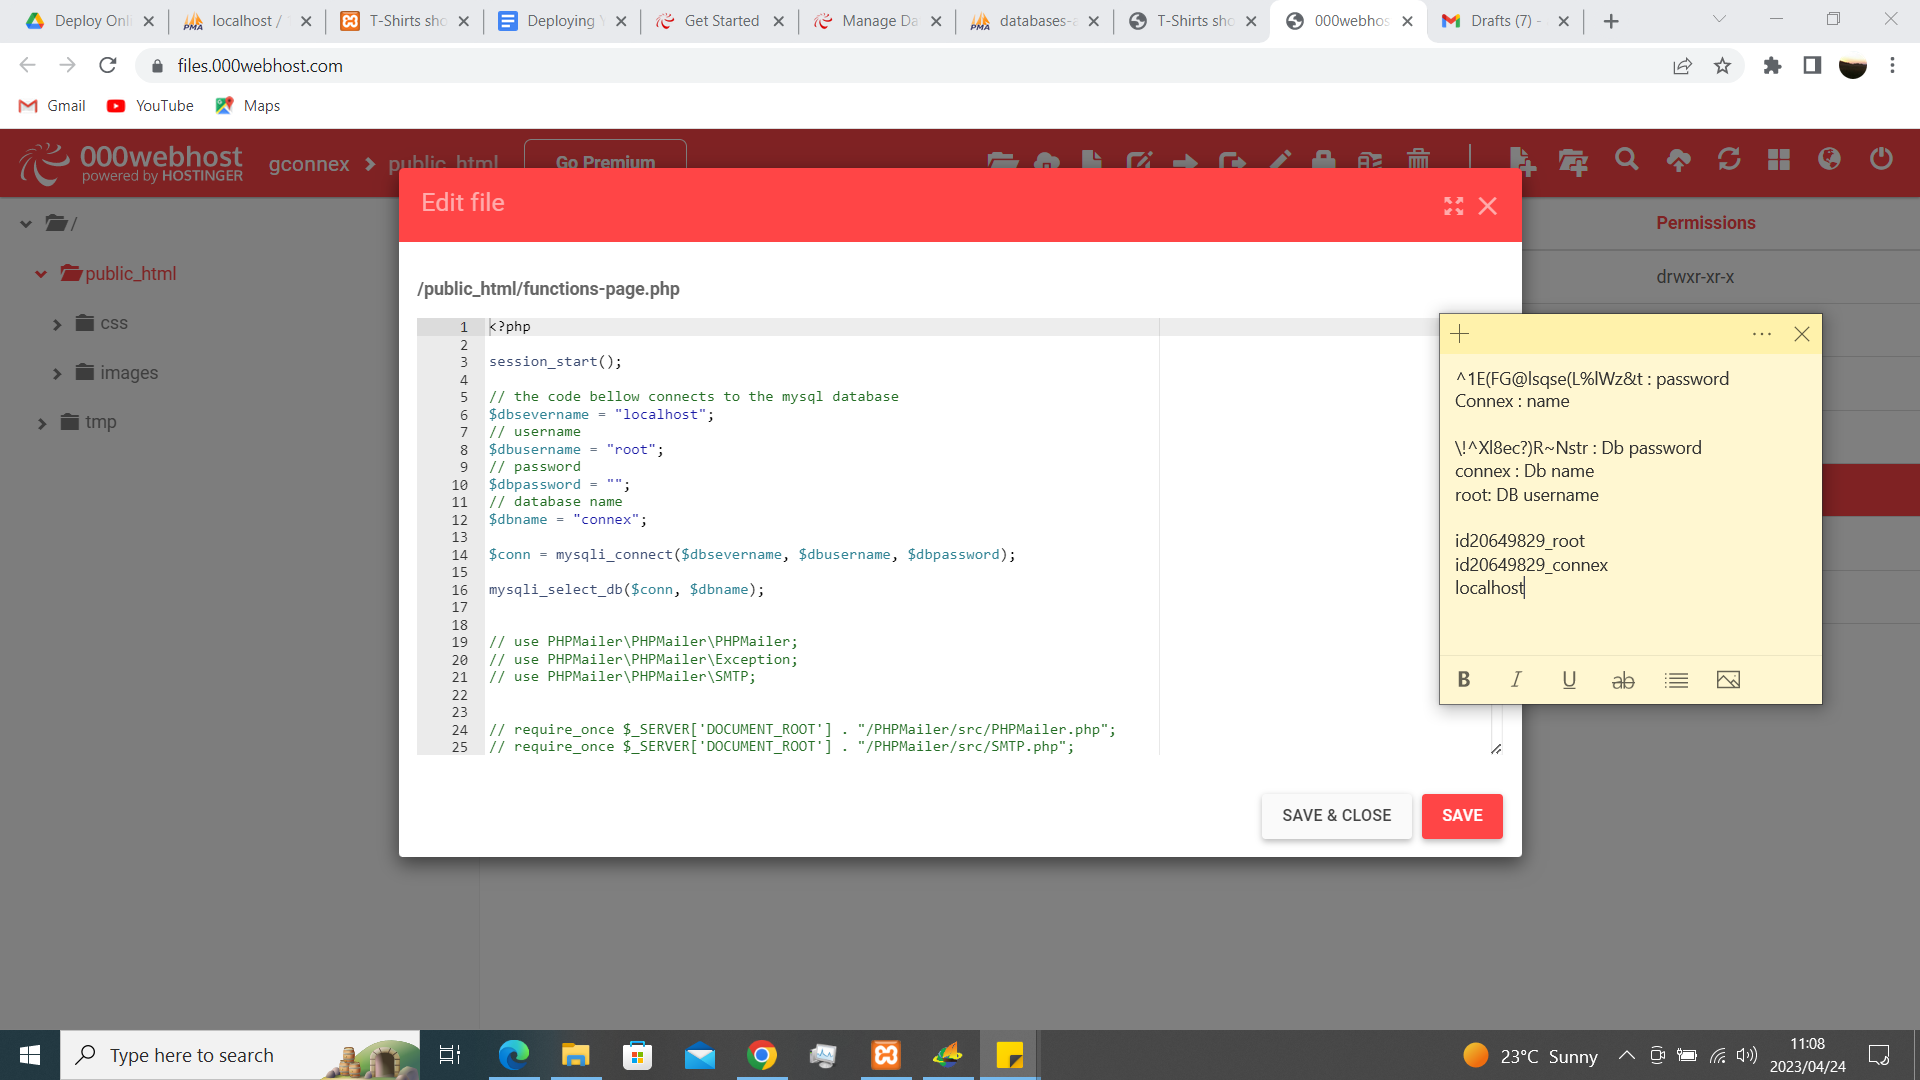 Deploy Onl
localhost /
T-Shirts sho
Deploying
Get Started
Manage Da
databases-a
T-Shirts sho
000webhos
Drafts (7) -
files.000webhost.com
Gmail
YouTube
Maps
000webhost
powered by HOSTINGER
gconnex > public_html
Go Premium
/
public_html
css
images
tmp
Permissions
drwxr-xr-x
Edit file
/public_html/functions-page.php
1 <?php
2
3 session_start();
4
5 // the code bellow connects to the mysql database
6 $dbsevername = "localhost";
7 // username
8 $dbusername = "root";
9 // password
10 $dbpassword = "";
11 // database name
12 $dbname = "connex";
13
14 $conn = mysqli_connect($dbsevername, $dbusername, $dbpassword);
15
16 mysqli_select_db($conn, $dbname);
17
18
19 // use PHPMailer\PHPMailer\PHPMailer;
20 // use PHPMailer\PHPMailer\Exception;
21 // use PHPMailer\PHPMailer\SMTP;
22
23
24 // require_once $_SERVER['DOCUMENT_ROOT'] . "/PHPMailer/src/PHPMailer.php";
25 // require_once $_SERVER['DOCUMENT_ROOT'] . "/PHPMailer/src/SMTP.php";
SAVE & CLOSE
SAVE
^1E(FG@lsqse(L%lWz&t : password
Connex : name
\!^Xl8ec?)R~Nstr : Db password
connex : Db name
root: DB username
id20649829_root
id20649829_connex
localhost
B I U ab
Type here to search
23°C Sunny
11:08
2023/04/24